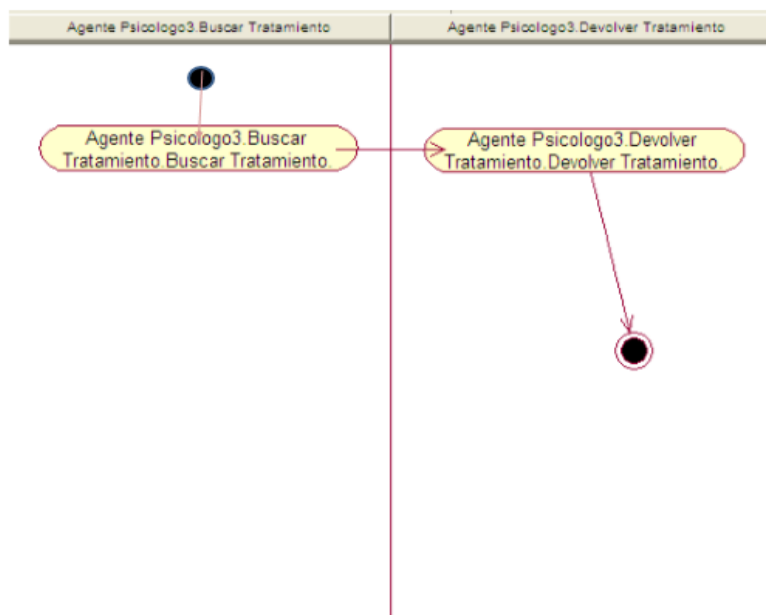 Agente Psicologo3.Buscar Tratamiento
Agente Psicologo3.Devolver Tratamiento
Agente Psicologo3.Buscar
Tratamiento.Buscar Tratamiento.
Agente Psicologo3.Devolver
Tratamiento.Devolver Tratamiento.